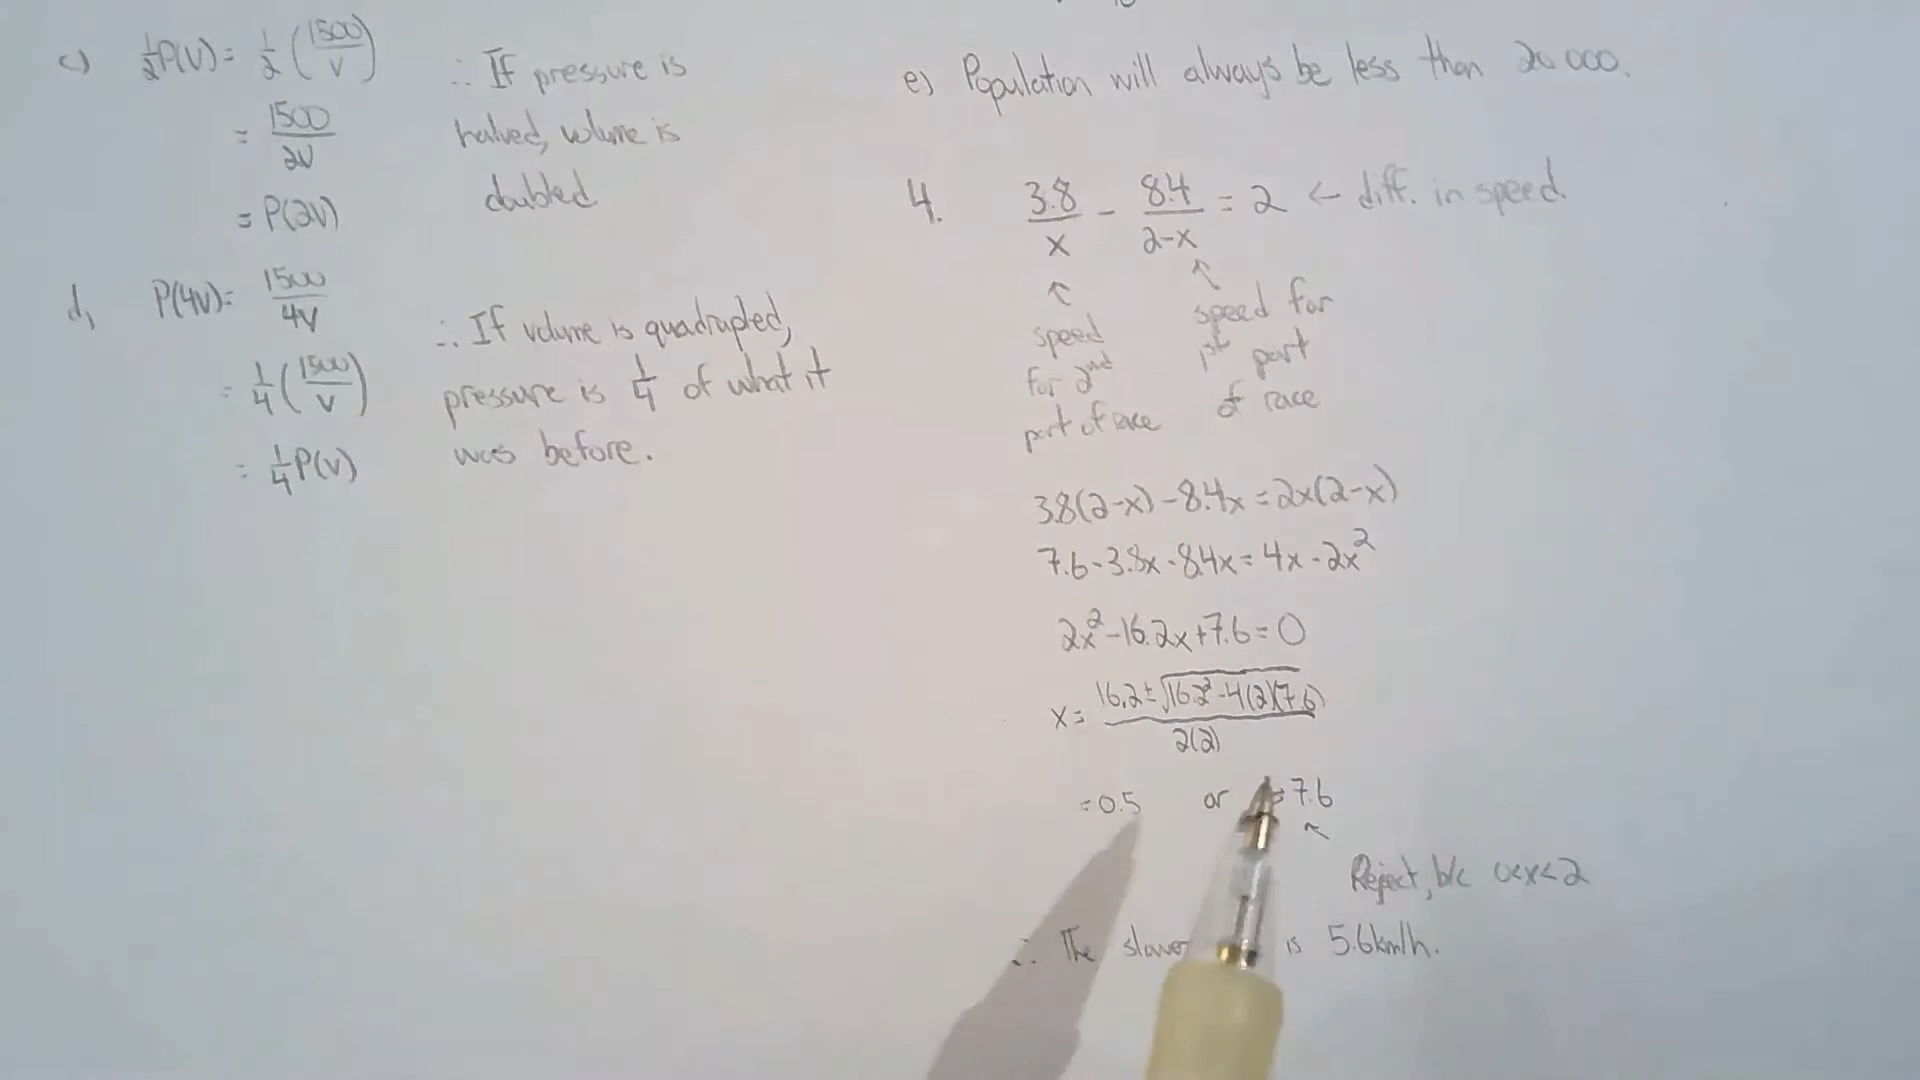 c) ½P(V) = ½ (1500/V)
= 1500/2V
= P(2V)
∴ If pressure is
halved, volume is
doubled.
d) P(4V) = 1500/4V
= ¼ (1500/V)
= ¼P(V)
∴ If volume is quadrupled,
pressure is ¼ of what it
was before.
e) Population will always be less than 20 000.
4. 3.8/x - 8.4/2-x = 2 ← diff. in speed.
↑ speed
for 2nd
part of race
↑ speed for
1st part
of race
3.8(2-x) - 8.4x = 2x(2-x)
7.6 - 3.8x - 8.4x = 4x - 2x²
2x² - 16.2x + 7.6 = 0
x = 16.2 ± √16.2² - 4(2)(7.6) / 2(2)
= 0.5 or = 7.6
Reject, b/c 0<x<2
∴ The slower is 5.6km/h.